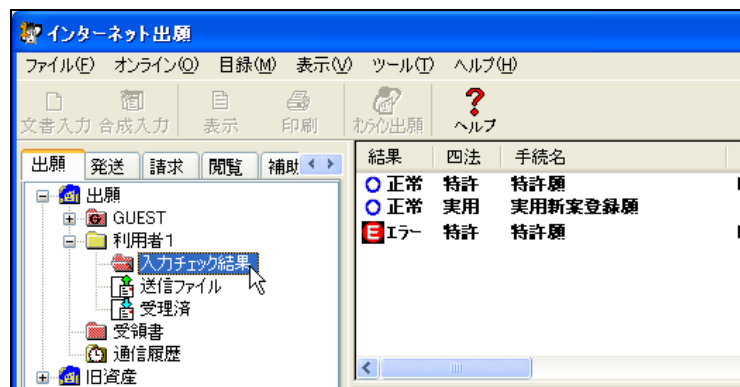 インターネット出願
ファイル(F) オンライン(O) 目録(M) 表示(V) ツール(T) ヘルプ(H)
文書入力 合成入力 表示 印刷 オンライン出願 ヘルプ
出願 発送 請求 閲覧 補助
出願
GUEST
利用者1
入力チェック結果
送信ファイル
受理済
受領書
通信履歴
旧資産
結果 四法 手続名
正常 特許 特許願
正常 実用 実用新案登録願
E エラー 特許 特許願